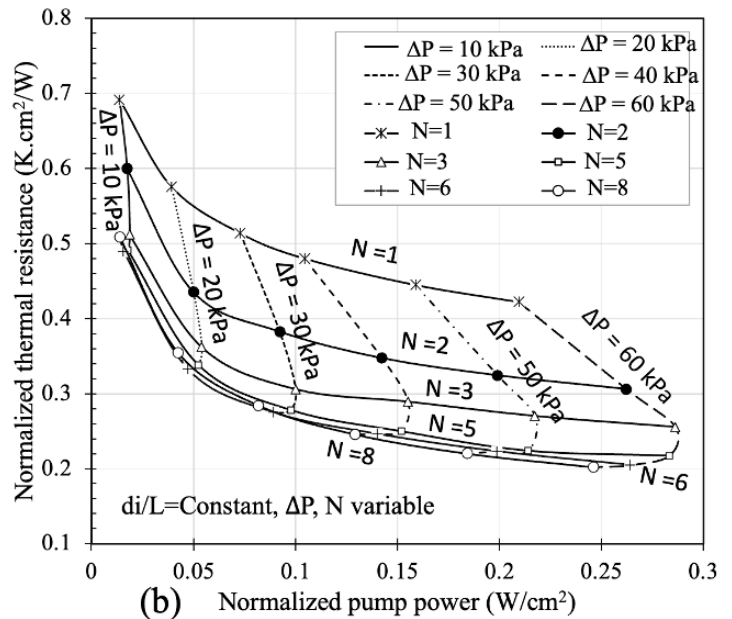 Normalized thermal resistance (K.cm²/W)
0.8
0.7
0.6
0.5
0.4
0.3
0.2
0.1
ΔP = 10 kPa
ΔP = 20 kPa
ΔP = 30 kPa
ΔP = 40 kPa
ΔP = 50 kPa
ΔP = 60 kPa
N=1
N=2
N=3
N=5
N=6
N=8
ΔP = 10 kPa
ΔP = 20 kPa
ΔP = 30 kPa
ΔP = 50 kPa
ΔP = 60 kPa
N =1
N =2
N =3
N =5
N =8
N =6
di/L=Constant, ΔP, N variable
0
0.05
0.1
0.15
0.2
0.25
0.3
(b)
Normalized pump power (W/cm²)